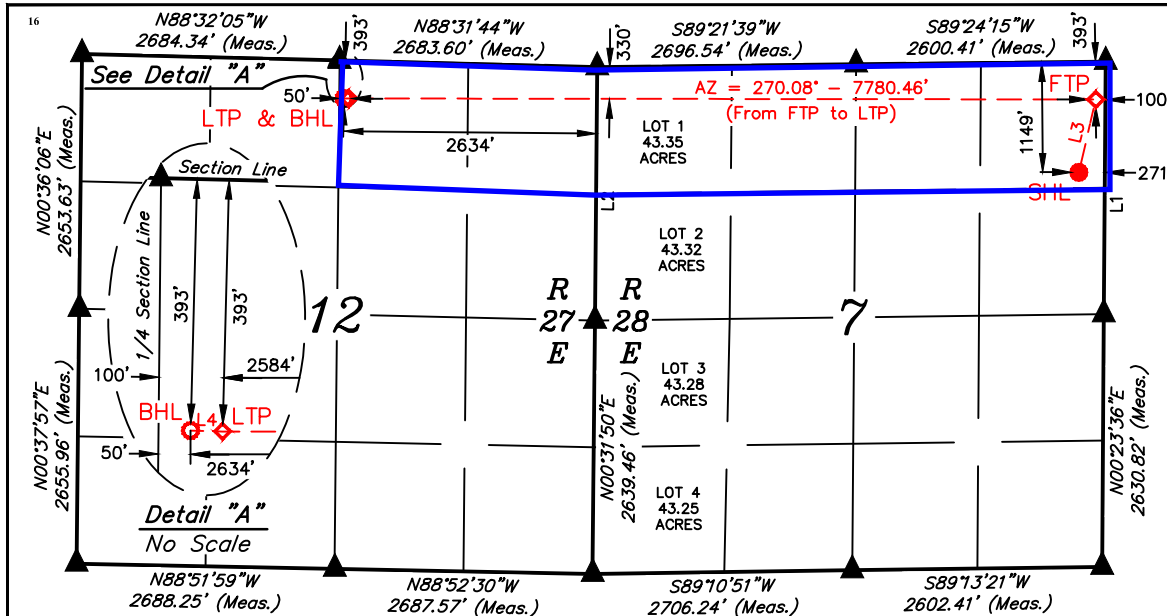 16
N88°32'05"W
2684.34' (Meas.)
393'
N88°31'44"W
2683.60' (Meas.)
330'
S89°21'39"W
2696.54' (Meas.)
S89°24'15"W
2600.41' (Meas.)
393'
See Detail "A"
50'
LTP & BHL
AZ = 270.08° - 7780.46'
(From FTP to LTP)
FTP
100
2634'
LOT 1
43.35
ACRES
1149'
L3
SHL
271
L1
L2
N00°36'06"E
2653.63' (Meas.)
Section Line
1/4 Section Line
393'
393'
100'
2584'
BHL
L4
LTP
50'
2634'
Detail "A"
No Scale
N00°37'57"E
2655.96' (Meas.)
12
R
27
E
R
28
E
7
LOT 2
43.32
ACRES
LOT 3
43.28
ACRES
LOT 4
43.25
ACRES
N00°31'50"E
2639.46' (Meas.)
N00°23'36"E
2630.82' (Meas.)
N88°51'59"W
2688.25' (Meas.)
N88°52'30"W
2687.57' (Meas.)
S89°10'51"W
2706.24' (Meas.)
S89°13'21"W
2602.41' (Meas.)